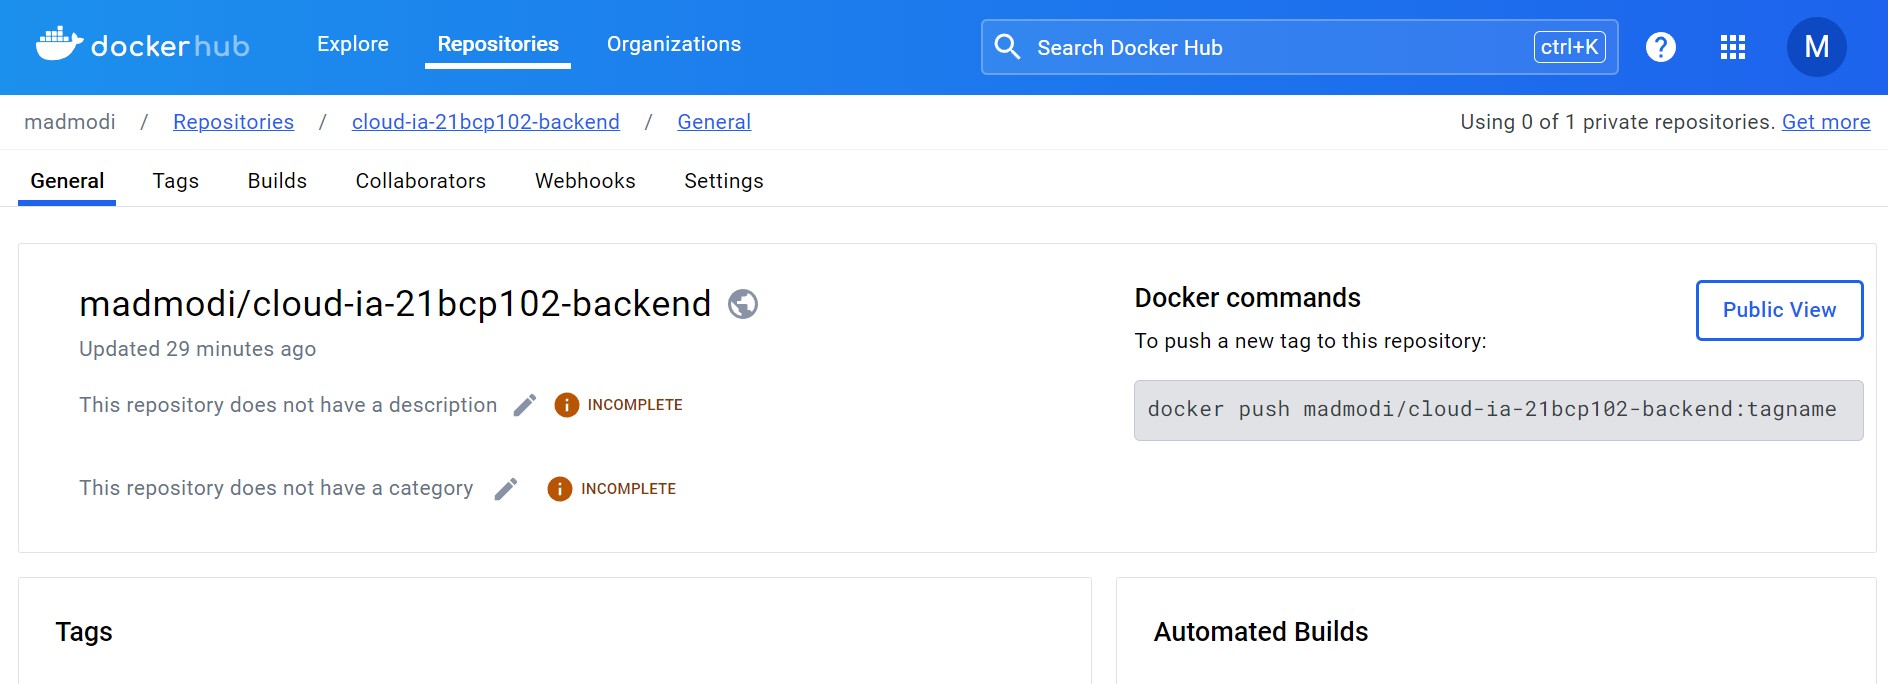 dockerhub Explore Repositories Organizations Search Docker Hub ctrl+K ? M
madmodi / Repositories / cloud-ia-21bcp102-backend / General Using 0 of 1 private repositories. Get more
General Tags Builds Collaborators Webhooks Settings
madmodi/cloud-ia-21bcp102-backend
Updated 29 minutes ago
This repository does not have a description INCOMPLETE
This repository does not have a category INCOMPLETE
Docker commands
Public View
To push a new tag to this repository:
docker push madmodi/cloud-ia-21bcp102-backend:tagname
Tags
Automated Builds